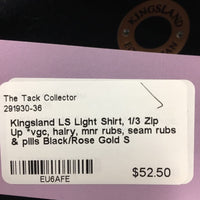 KINGSLAND
The Tack Collector
291930-36
Kingsland LS Light Shirt, 1/3 Zip
Up *vgc, hairy, mnr rubs, seam rubs
& pills Black/Rose Gold S
$52.50
EU6AFE